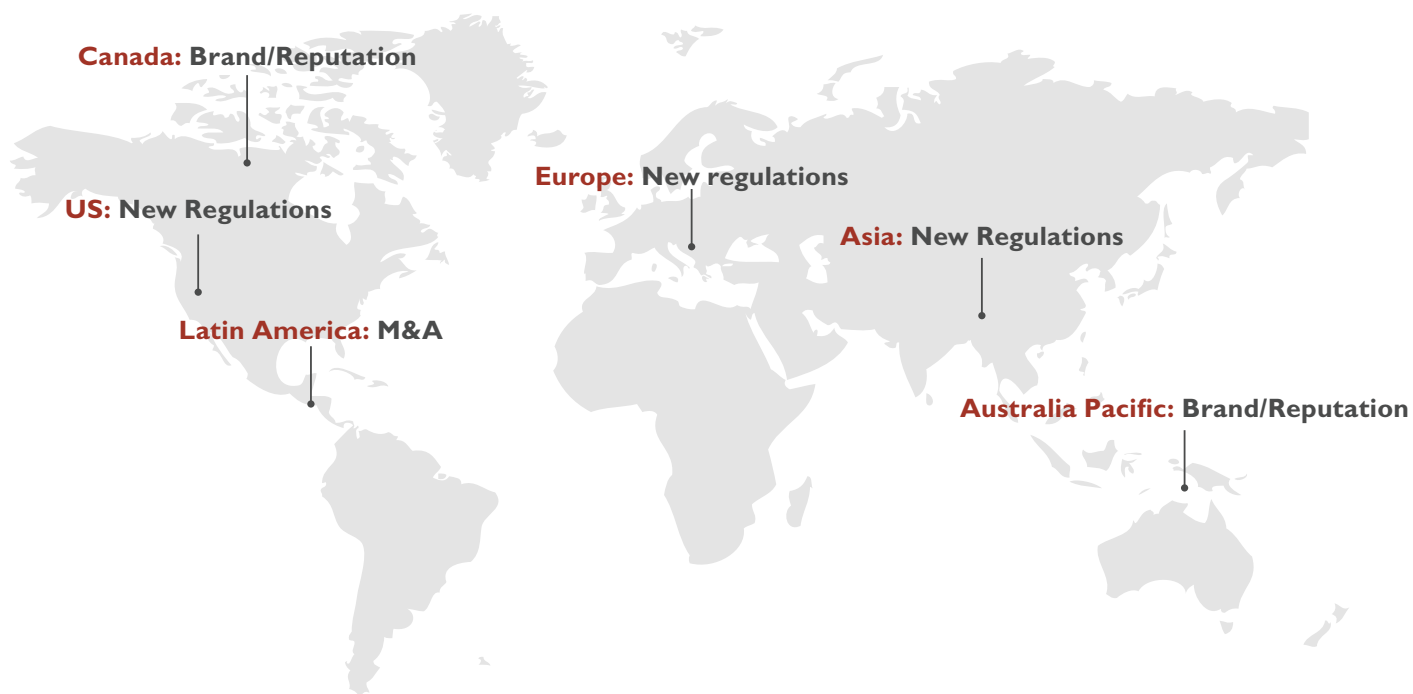 Canada: Brand/Reputation
Europe: New regulations
US: New Regulations
Asia: New Regulations
Latin America: M&A
Australia Pacific: Brand/Reputation